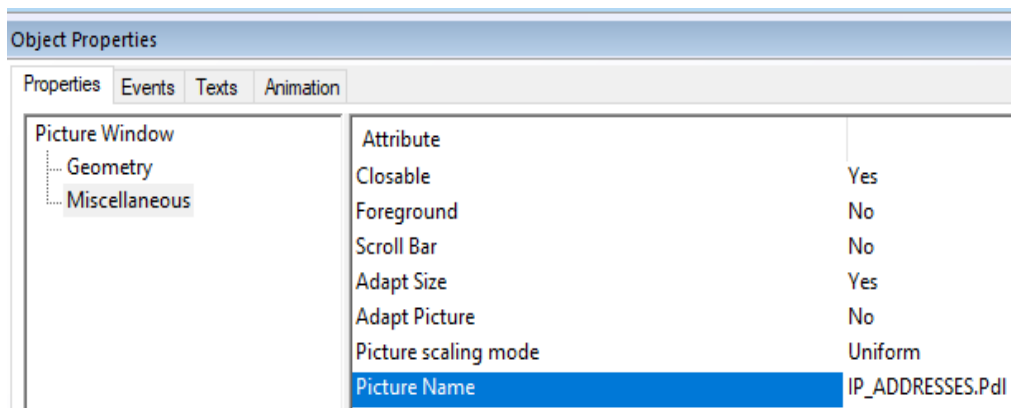 Object Properties
Properties Events Texts Animation
Picture Window
Geometry
Miscellaneous
Attribute
Closable Yes
Foreground No
Scroll Bar No
Adapt Size Yes
Adapt Picture No
Picture scaling mode Uniform
Picture Name IP_ADDRESSES.Pdl